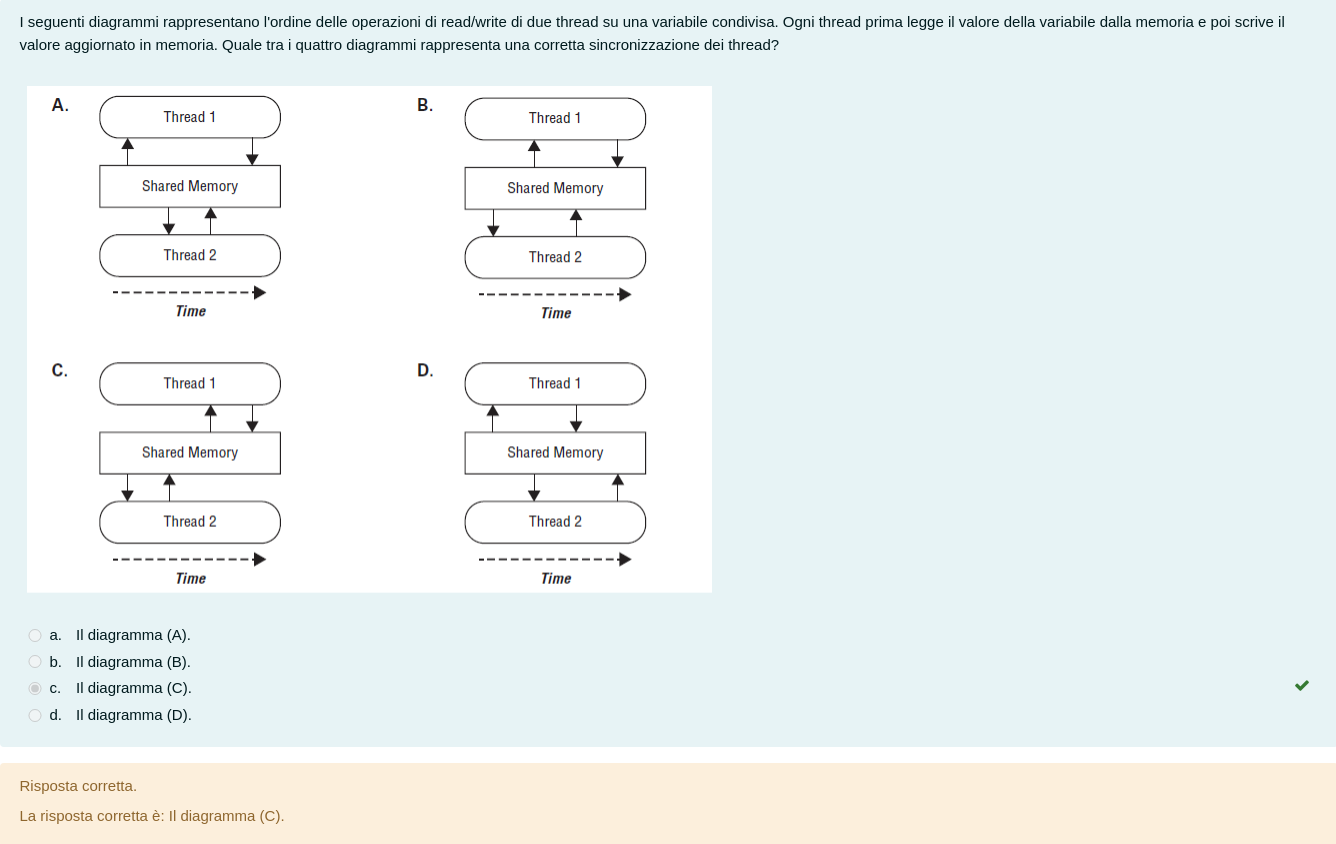 I seguenti diagrammi rappresentano l'ordine delle operazioni di read/write di due thread su una variabile condivisa. Ogni thread prima legge il valore della variabile dalla memoria e poi scrive il
valore aggiornato in memoria. Quale tra i quattro diagrammi rappresenta una corretta sincronizzazione dei thread?
A.
Thread 1
Shared Memory
Thread 2
Time
B.
Thread 1
Shared Memory
Thread 2
Time
C.
Thread 1
Shared Memory
Thread 2
Time
D.
Thread 1
Shared Memory
Thread 2
Time
a. Il diagramma (A).
b. Il diagramma (B).
c. Il diagramma (C).
d. Il diagramma (D).
Risposta corretta.
La risposta corretta è: Il diagramma (C).